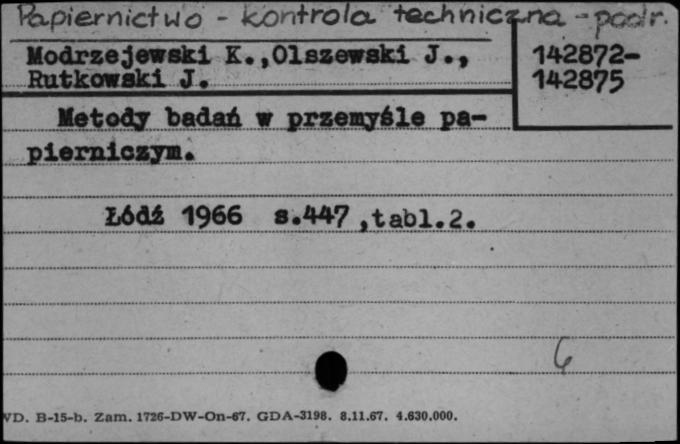 Papiernictwo - kontrola techniczna - podr.
Modrzejewski K.,Olszewski J.,
Rutkowski J.
142872-
142875
Metody badań w przemyśle pa-
pierniczym.
Łódź 1966 s.447,tabl.2.
6
WD. B-15-b. Zam. 1726-DW-On-67. GDA-3198. 8.11.67. 4.630.000.